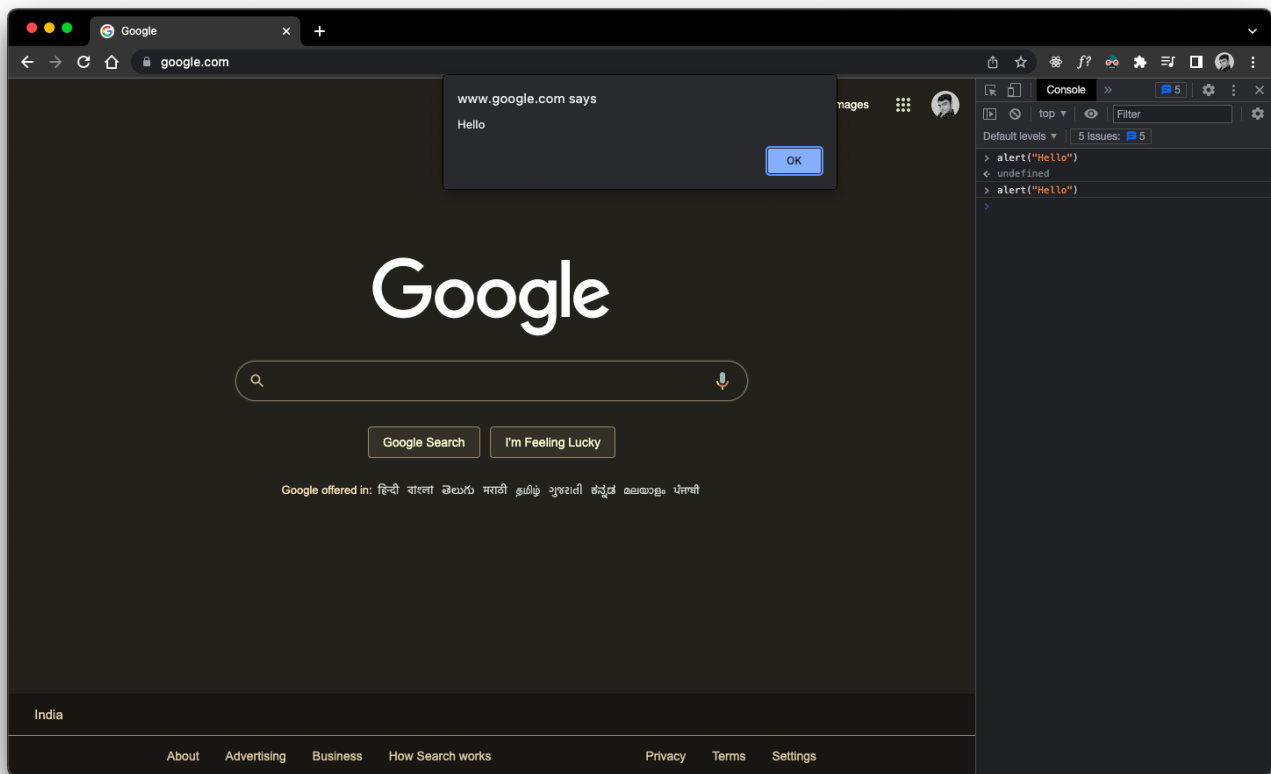 Google
google.com
f?
www.google.com says
Hello
OK
Google
Google Search
I'm Feeling Lucky
Google offered in: हिन्दी বাংলা తెలుగు मराठी தமிழ் ગુજરાતી ಕನ್ನಡ മലയാളം ਪੰਜਾਬੀ
India
About Advertising Business How Search works Privacy Terms Settings
Console » 5
top Filter
Default levels 5 Issues: 5
> alert("Hello")
undefined
> alert("Hello")
>